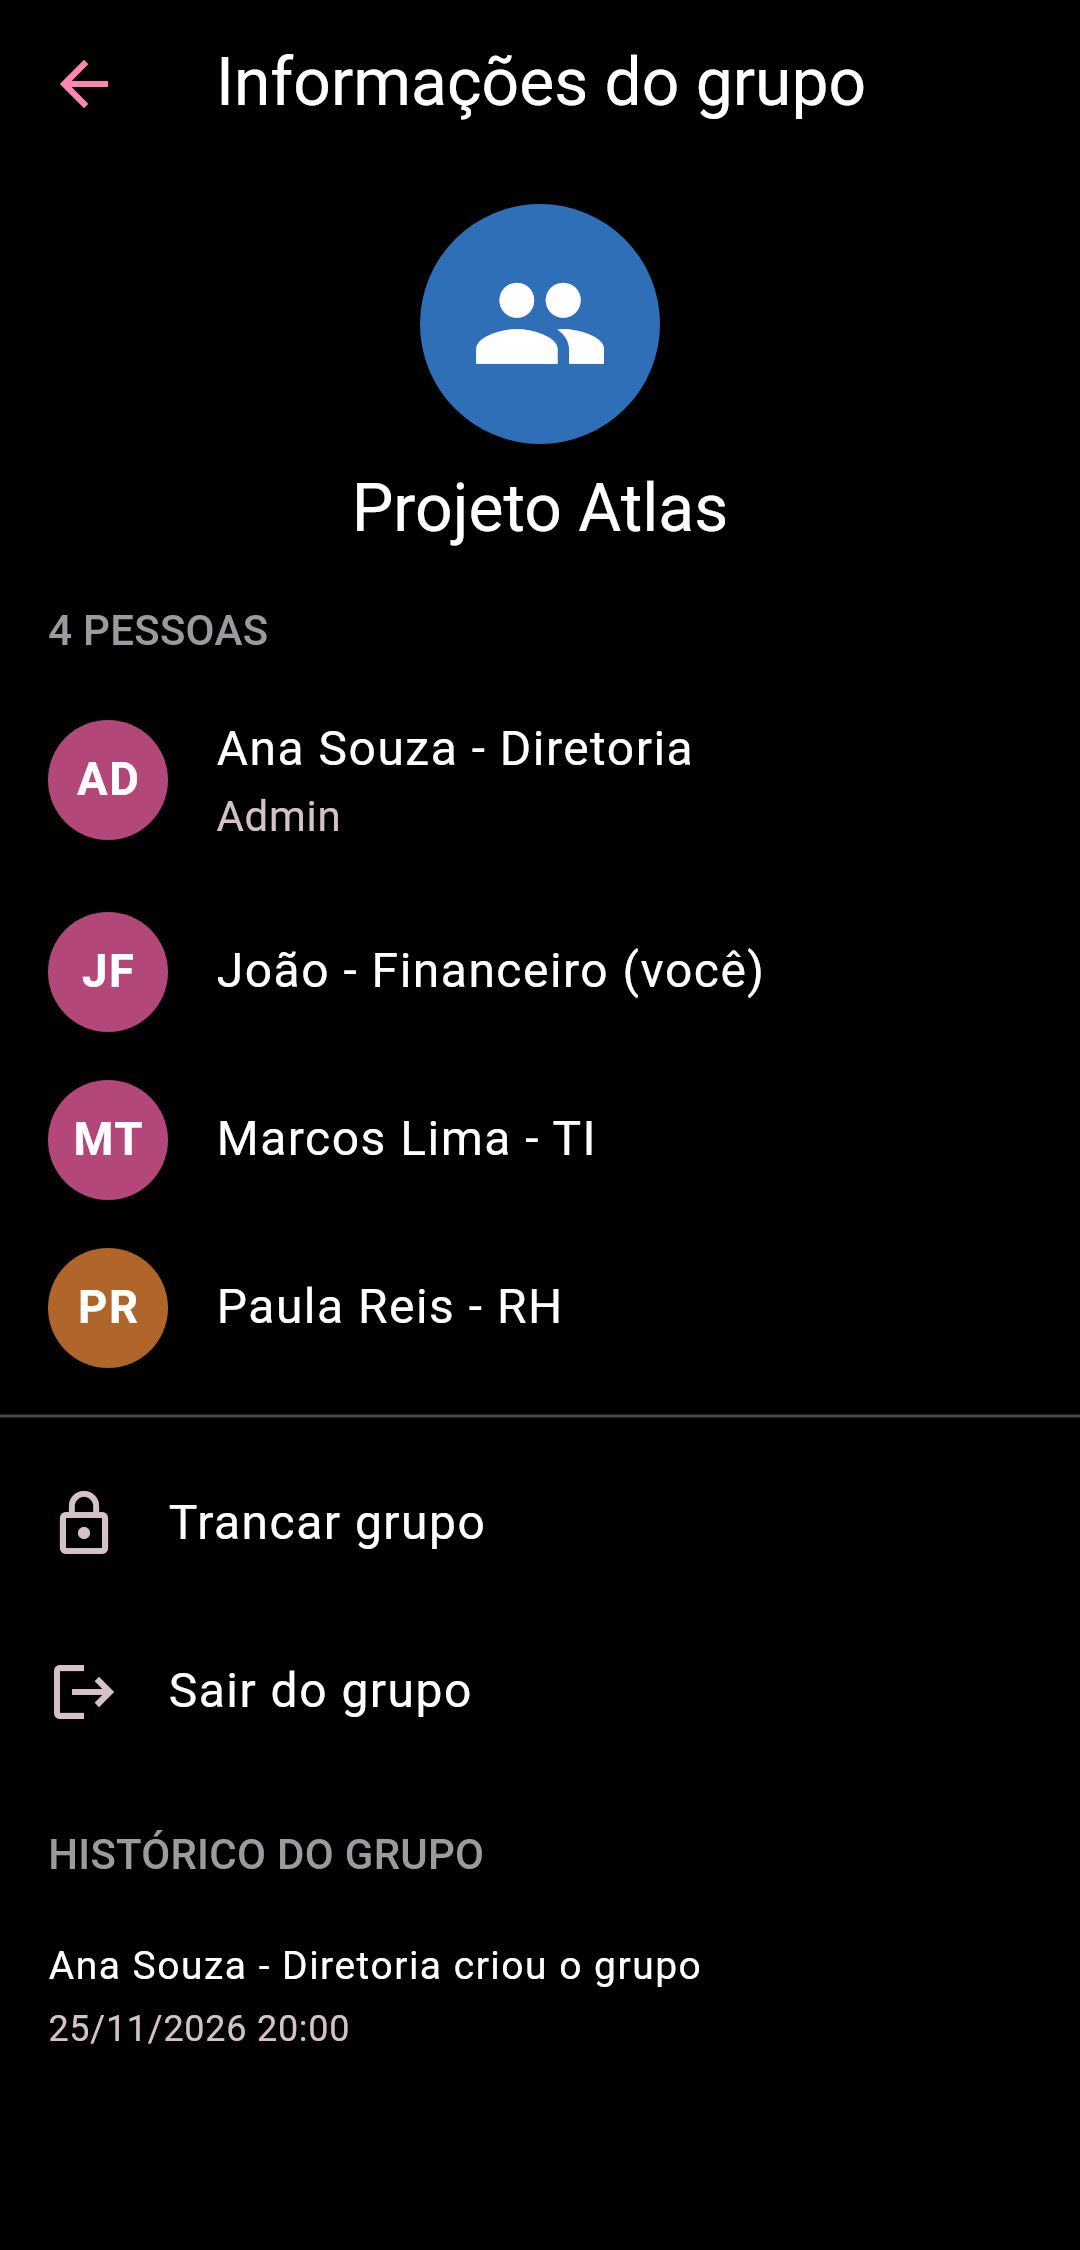 Informações do grupo
Projeto Atlas
4 PESSOAS
AD
Ana Souza - Diretoria
Admin
JF
João - Financeiro (você)
MT
Marcos Lima - TI
PR
Paula Reis - RH
Trancar grupo
Sair do grupo
HISTÓRICO DO GRUPO
Ana Souza - Diretoria criou o grupo
25/11/2026 20:00